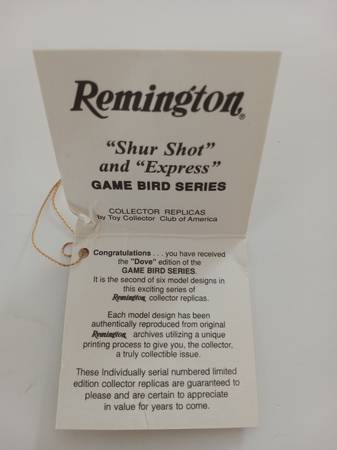 Remington®
"Shur Shot"
and "Express"
GAME BIRD SERIES
COLLECTOR REPLICAS
by Toy Collector Club of America
Congratulations . . . you have received
the "Dove" edition of the
GAME BIRD SERIES.
It is the second of six model designs in
this exciting series of
Remington collector replicas.
Each model design has been
authentically reproduced from original
Remington archives utilizing a unique
printing process to give you, the collector,
a truly collectible issue.
These Individually serial numbered limited
edition collector replicas are guaranteed to
please and are certain to appreciate
in value for years to come.